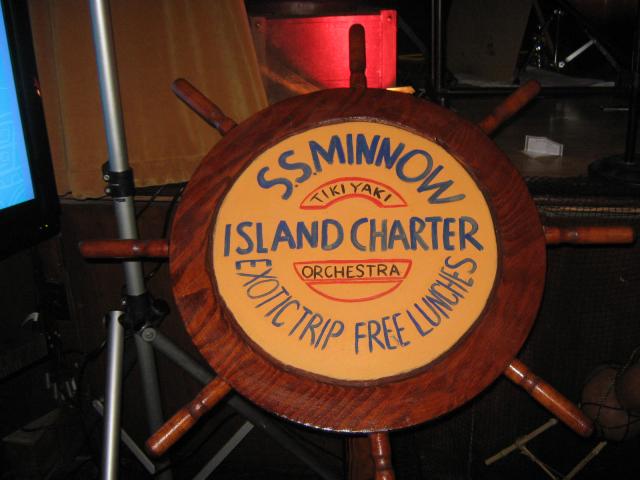 S.S. MINNOW
TIKI YAKI
ISLAND CHARTER
ORCHESTRA
EXOTIC TRIP FREE LUNCHES